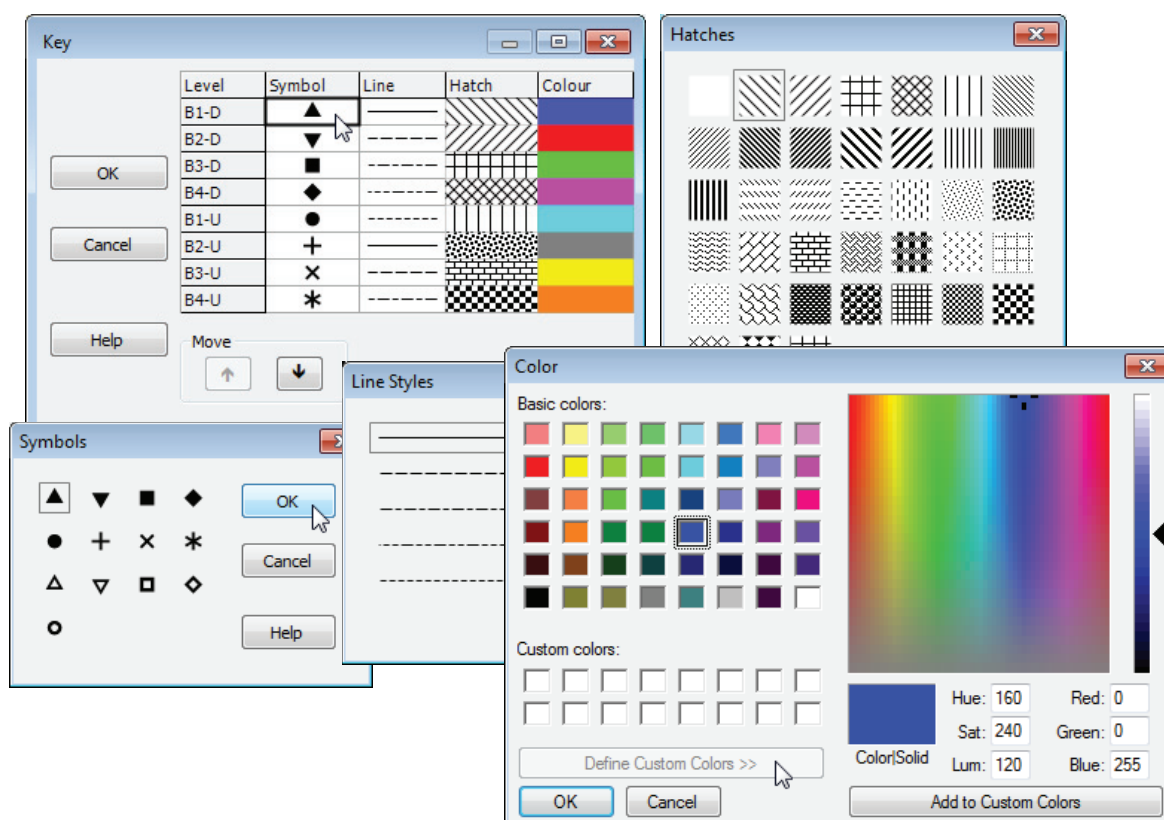 Key
Level Symbol Line Hatch Colour
B1-D
B2-D
B3-D
B4-D
B1-U
B2-U
B3-U
B4-U
OK
Cancel
Help
Move
Hatches
Symbols
OK
Cancel
Help
Line Styles
Color
Basic colors:
Custom colors:
Define Custom Colors >>
OK Cancel
Color|Solid
Hue: 160 Red: 0
Sat: 240 Green: 0
Lum: 120 Blue: 255
Add to Custom Colors